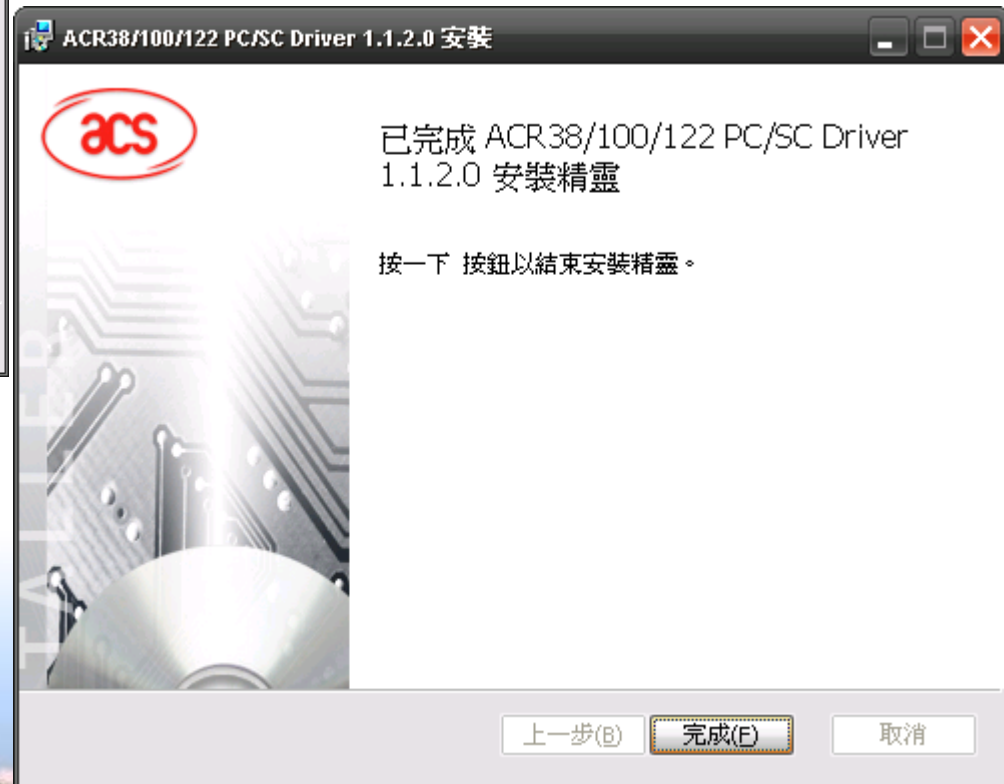 ACR38/100/122 PC/SC Driver 1.1.2.0 安裝
acs
已完成 ACR38/100/122 PC/SC Driver
1.1.2.0 安裝精靈
按一下 按鈕以結束安裝精靈。
上一步(B)
完成(F)
取消